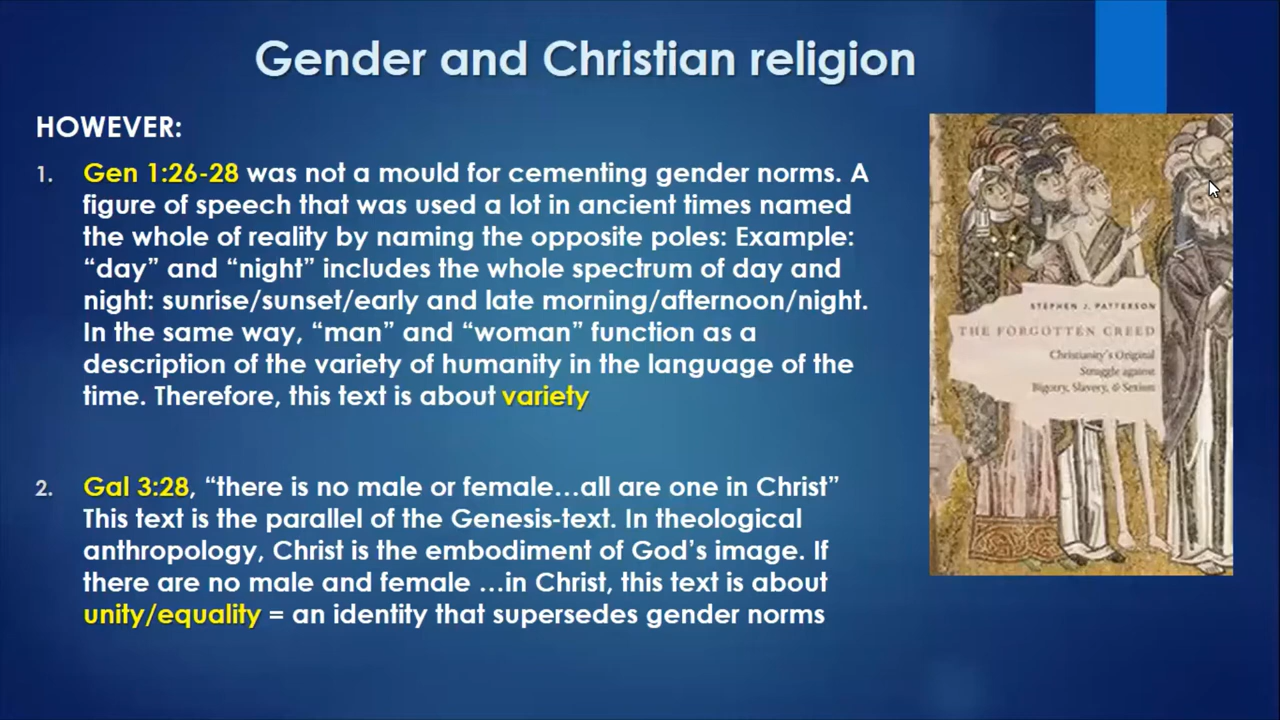 Gender and Christian religion
HOWEVER:
1. Gen 1:26-28 was not a mould for cementing gender norms. A
figure of speech that was used a lot in ancient times named
the whole of reality by naming the opposite poles: Example:
“day” and “night” includes the whole spectrum of day and
night: sunrise/sunset/early and late morning/afternoon/night.
In the same way, “man” and “woman” function as a
description of the variety of humanity in the language of the
time. Therefore, this text is about variety
2. Gal 3:28, “there is no male or female…all are one in Christ”
This text is the parallel of the Genesis-text. In theological
anthropology, Christ is the embodiment of God’s image. If
there are no male and female …in Christ, this text is about
unity/equality = an identity that supersedes gender norms
STEPHEN J. PATTERSON
THE FORGOTTEN CREED
Christianity's Original
Struggle against
Bigotry, Slavery, & Sexism